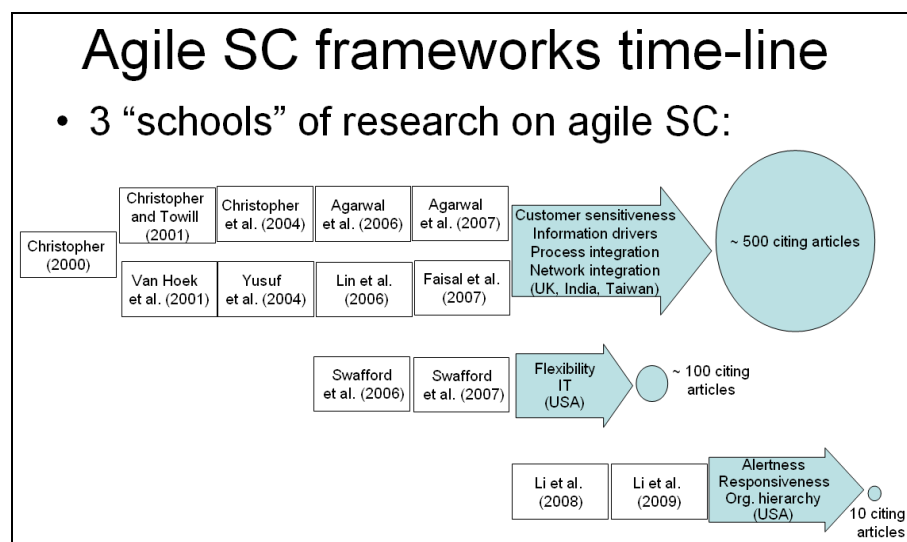 Agile SC frameworks time-line
• 3 “schools” of research on agile SC:
Christopher
(2000)
Christopher
and Towill
(2001)
Christopher
et al. (2004)
Agarwal
et al. (2006)
Agarwal
et al. (2007)
Van Hoek
et al. (2001)
Yusuf
et al. (2004)
Lin et al.
(2006)
Faisal et al.
(2007)
Customer sensitiveness
Information drivers
Process integration
Network integration
(UK, India, Taiwan)
~ 500 citing articles
Swafford
et al. (2006)
Swafford
et al. (2007)
Flexibility
IT
(USA)
~ 100 citing
articles
Li et al.
(2008)
Li et al.
(2009)
Alertness
Responsiveness
Org. hierarchy
(USA)
10 citing
articles